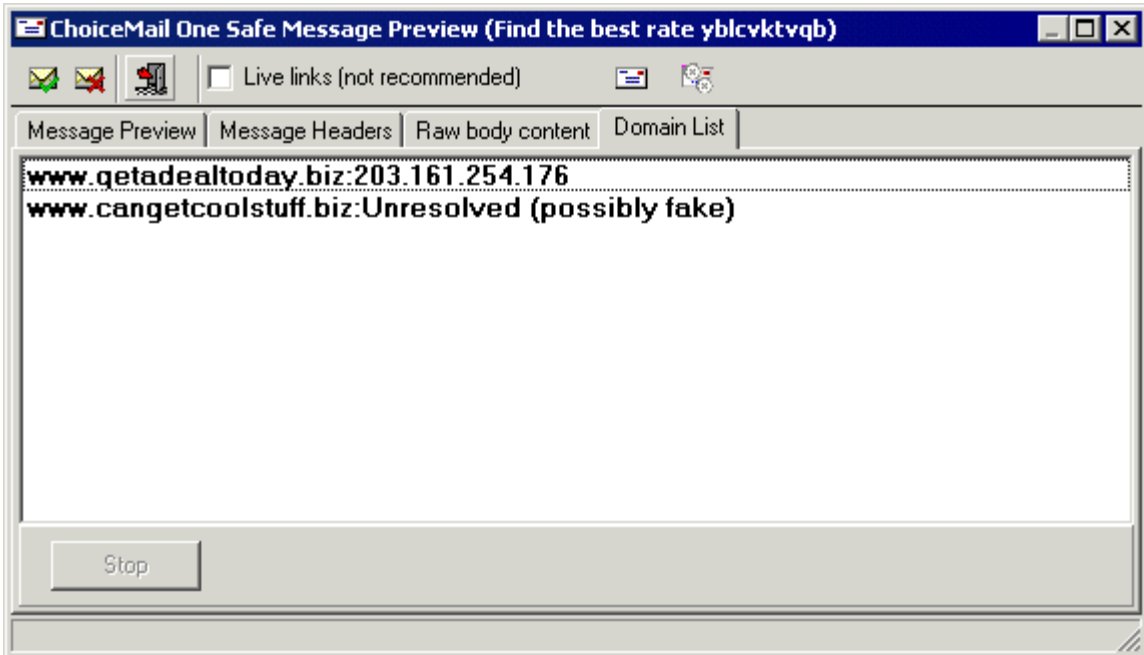 ChoiceMail One Safe Message Preview (Find the best rate yblcvktvqb)
Live links (not recommended)
Message Preview Message Headers Raw body content Domain List
www.qetadealtoday.biz:203.161.254.176
www.cangetcoolstuff.biz:Unresolved (possibly fake)
Stop